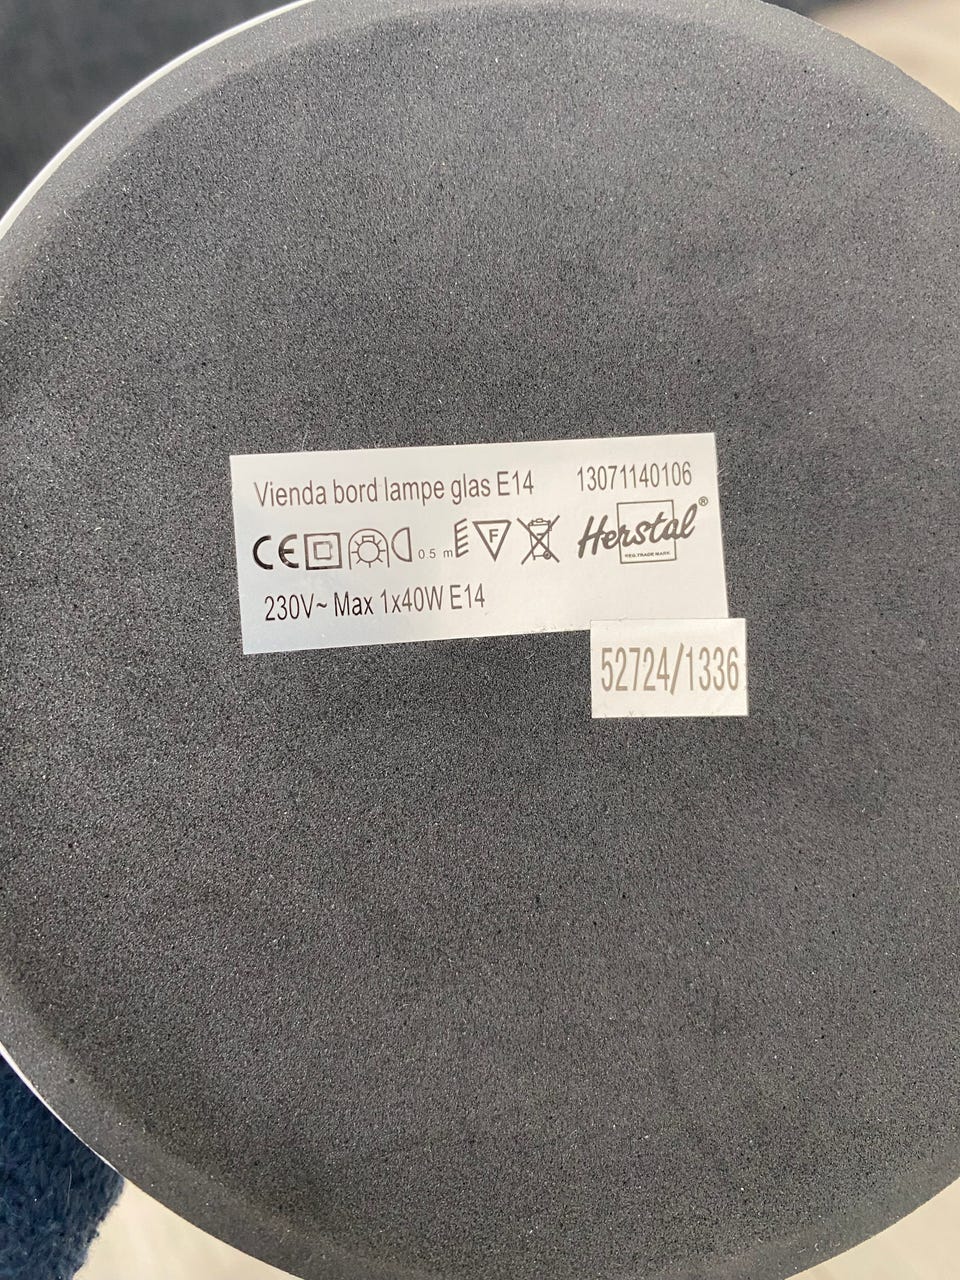 Vienda bord lampe glas E14 13071140106
CE 0.5 m F Herstal®
REG.TRADE MARK
230V~ Max 1x40W E14
52724/1336